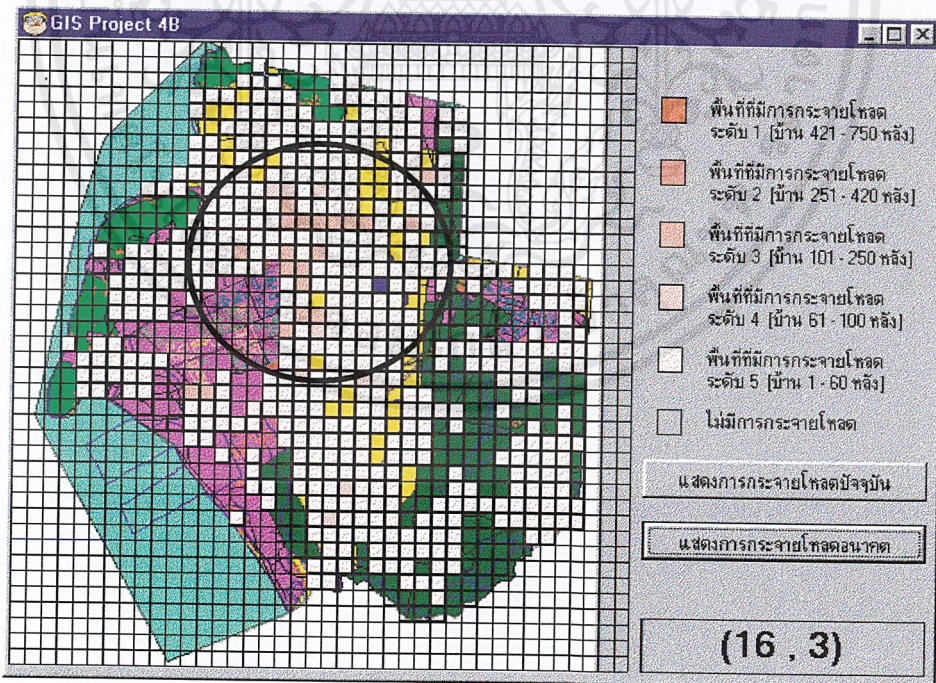 GIS Project 4B
พื้นที่ที่มีการกระจายโหลด
ระดับ 1 [บ้าน 421 - 750 หลัง]
พื้นที่ที่มีการกระจายโหลด
ระดับ 2 [บ้าน 251 - 420 หลัง]
พื้นที่ที่มีการกระจายโหลด
ระดับ 3 [บ้าน 101 - 250 หลัง]
พื้นที่ที่มีการกระจายโหลด
ระดับ 4 [บ้าน 61 - 100 หลัง]
พื้นที่ที่มีการกระจายโหลด
ระดับ 5 [บ้าน 1 - 60 หลัง]
ไม่มีการกระจายโหลด
แสดงการกระจายโหลดปัจจุบัน
แสดงการกระจายโหลดอนาคต
(16 , 3)